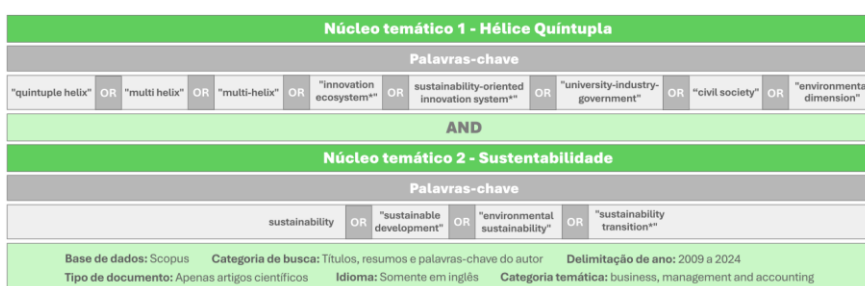 Núcleo temático 1 - Hélice Quíntupla
Palavras-chave
"quintuple helix" OR "multi helix" OR "multi-helix" OR "innovation ecosystem*" OR sustainability-oriented innovation system*" OR "university-industry-government" OR "civil society" OR "environmenta dimension"
AND
Núcleo temático 2 - Sustentabilidade
Palavras-chave
sustainability OR "sustainable development" OR "environmental sustainability" OR "sustainability transition*"
Base de dados: Scopus Categoria de busca: Títulos, resumos e palavras-chave do autor Delimitação de ano: 2009 a 2024
Tipo de documento: Apenas artigos científicos Idioma: Somente em inglês Categoria temática: business, management and accounting